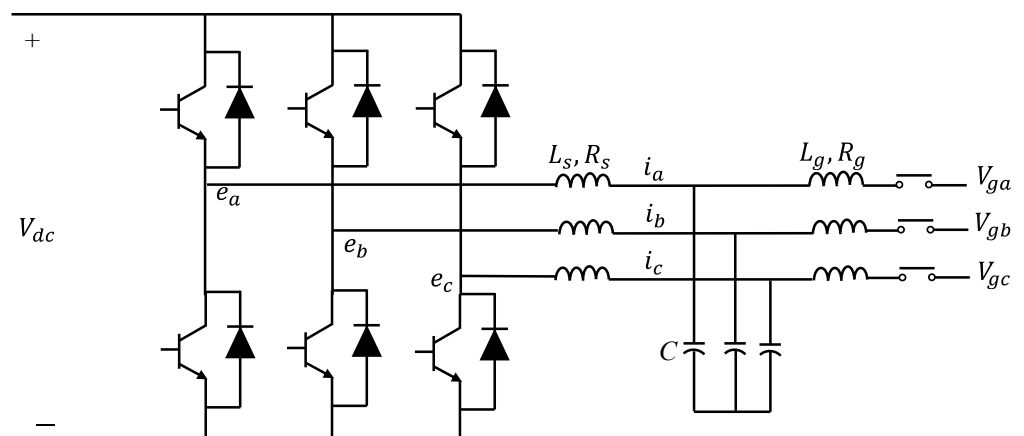 +
L_s, R_s
i_a
L_g, R_g
V_ga
e_a
V_dc
e_b
i_b
V_gb
e_c
i_c
V_gc
C
−